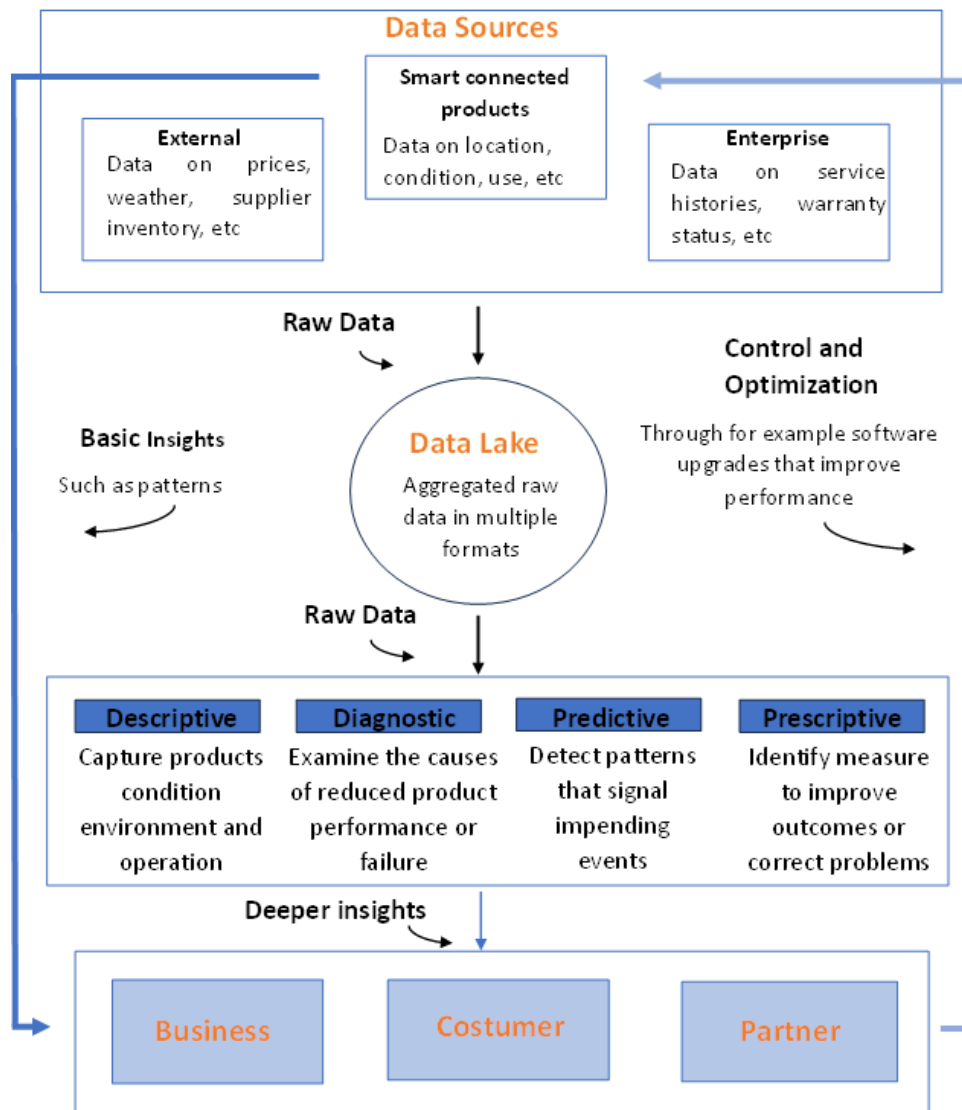 Data Sources
Smart connected
products
Data on location,
condition, use, etc
External
Data on prices,
weather, supplier
inventory, etc
Enterprise
Data on service
histories, warranty
status, etc
Raw Data
Control and
Optimization
Through for example software
upgrades that improve
performance
Basic Insights
Such as patterns
Data Lake
Aggregated raw
data in multiple
formats
Raw Data
Descriptive
Capture products
condition
environment and
operation
Diagnostic
Examine the causes
of reduced product
performance or
failure
Predictive
Detect patterns
that signal
impending
events
Prescriptive
Identify measure
to improve
outcomes or
correct problems
Deeper insights
Business
Costumer
Partner